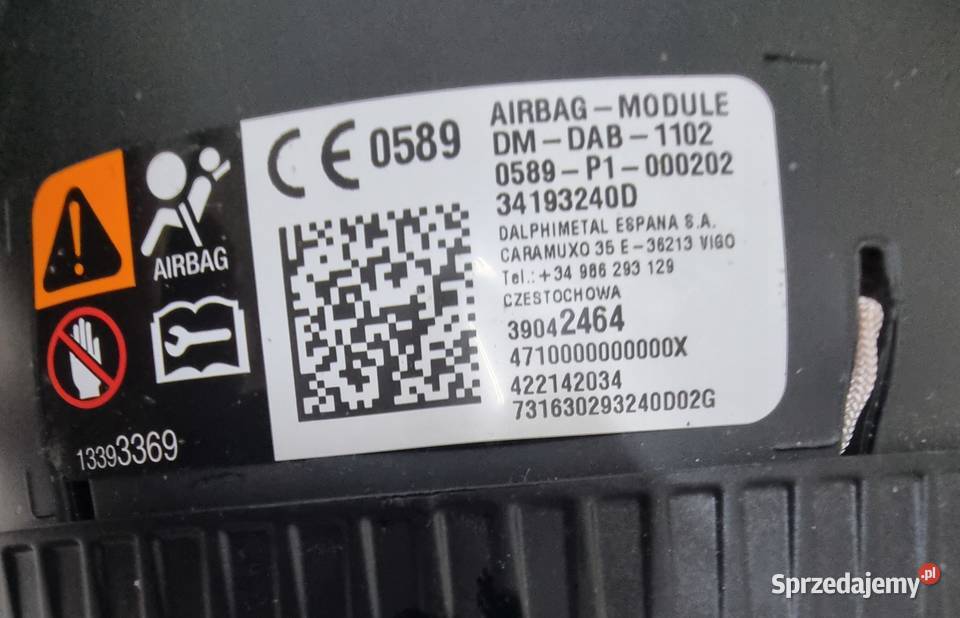 CE 0589
AIRBAG-MODULE
DM-DAB-1102
0589-P1-000202
34193240D
DALPHIMETAL ESPANA S.A.
CARAMUXO 35 E-36213 VIGO
Tel.: +34 986 293 129
CZESTOCHOWA
39042464
4710000000000X
422142034
731630293240D02G
AIRBAG
13393369
Sprzedajemy.pl